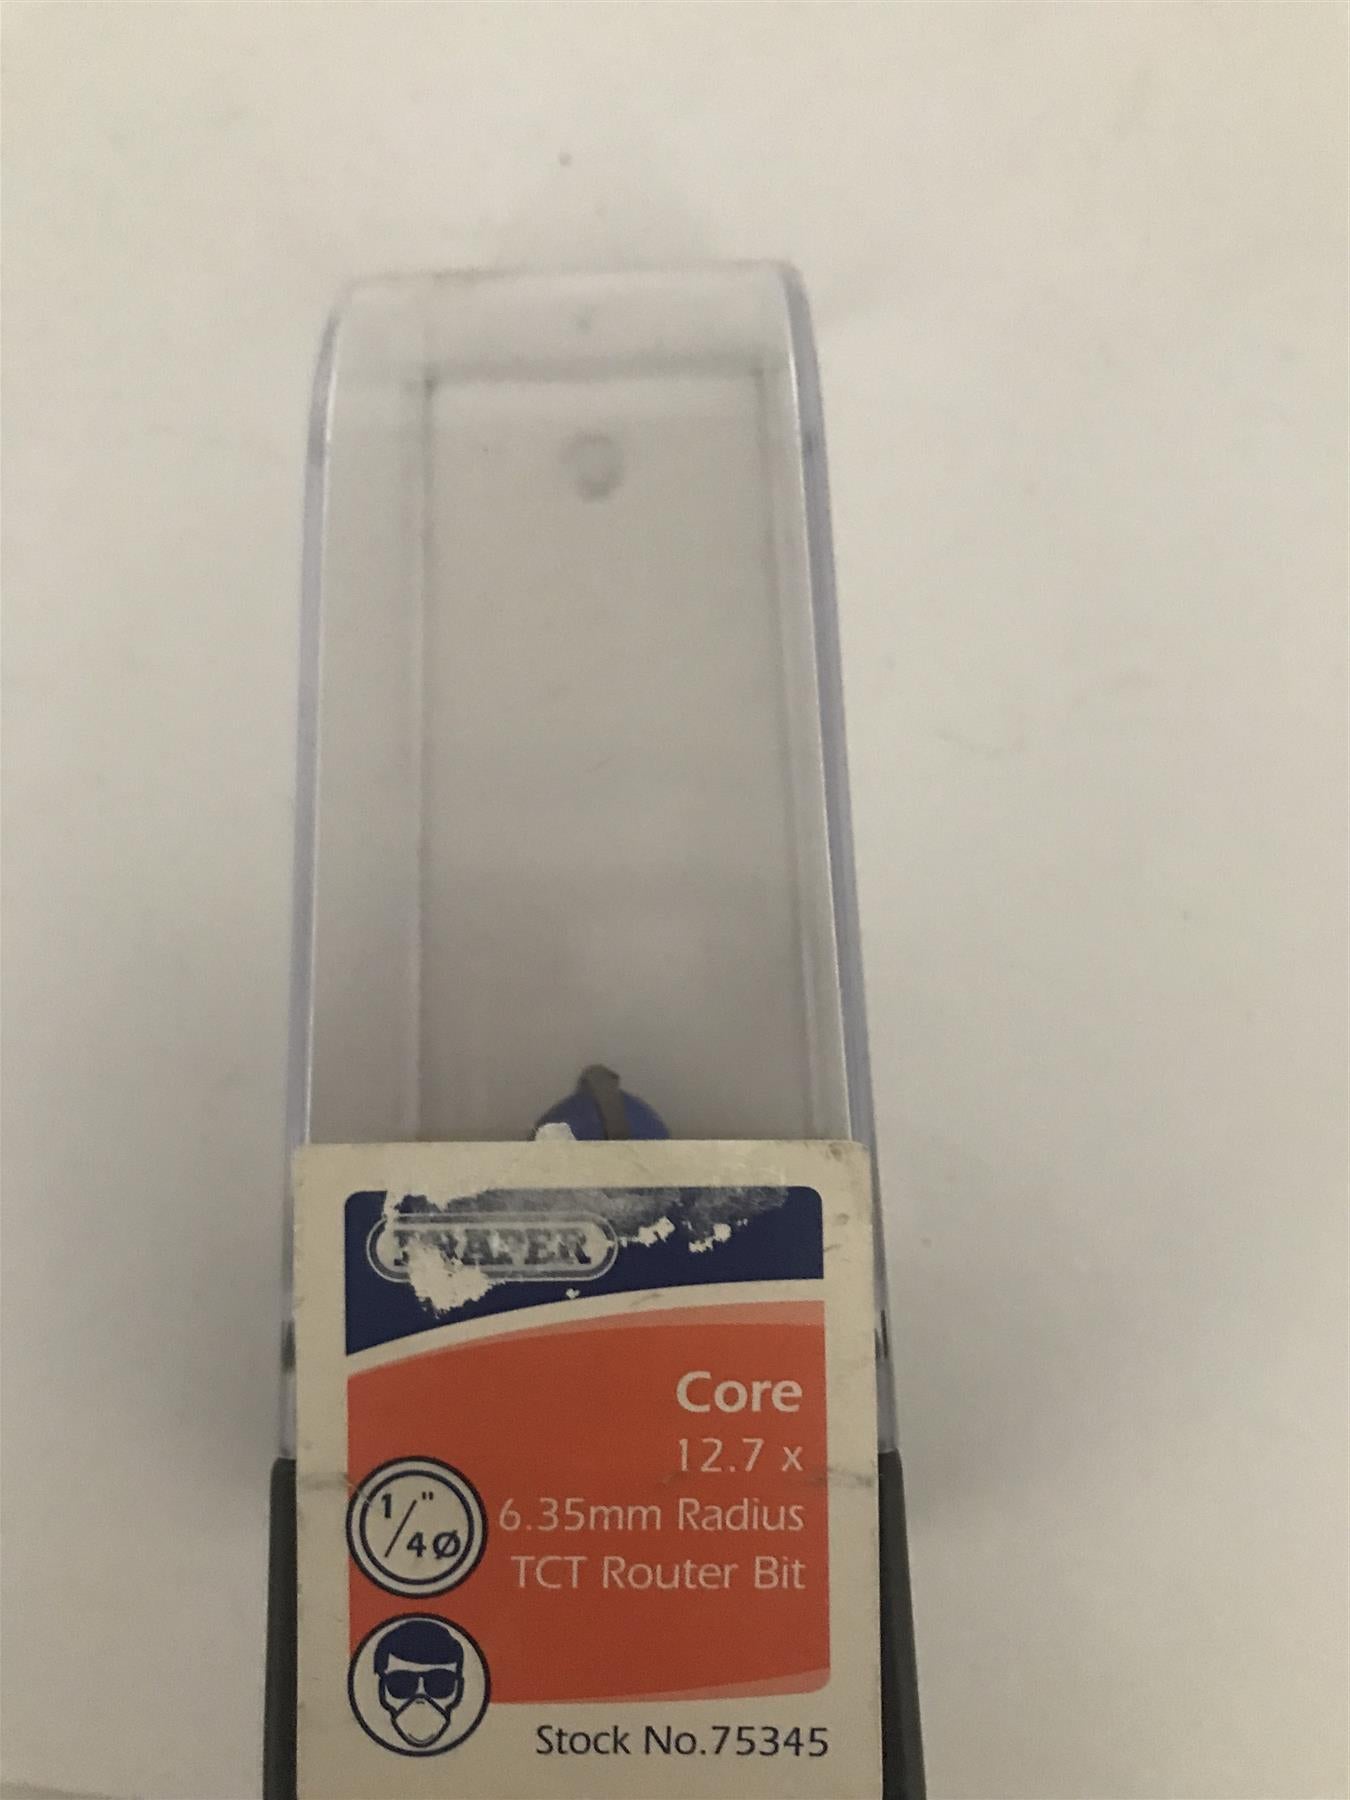 DRAPER
Core
12.7 x
6.35mm Radius
TCT Router Bit
1/4"Ø
Stock No.75345